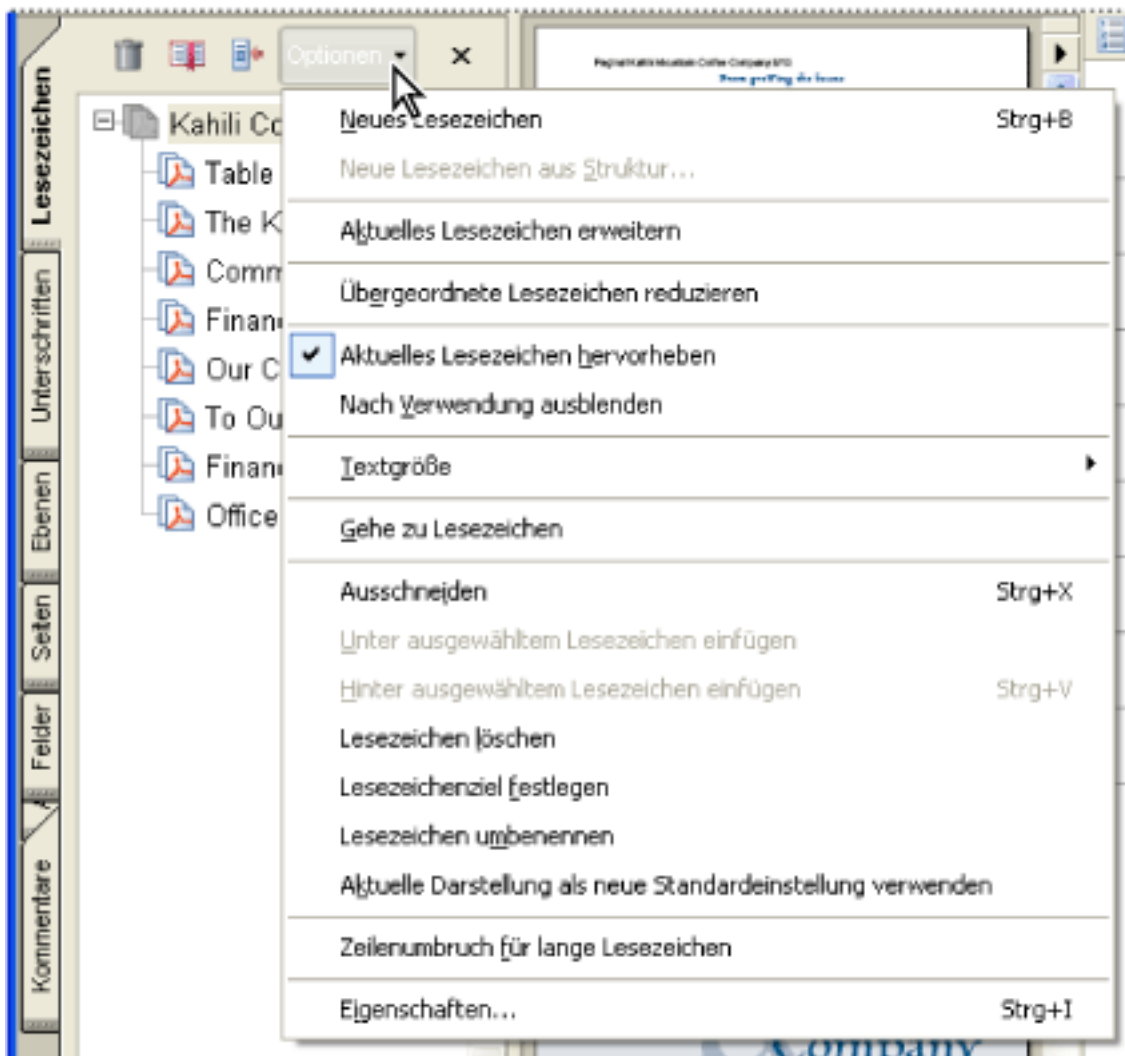 Optionen
Lesezeichen
Unterschriften
Ebenen
Seiten
Felder
Kommentare
Kahili Co
Table
The K
Comm
Finan
Our C
To Ou
Finan
Office
Neues Lesezeichen Strg+B
Neue Lesezeichen aus Struktur...
Aktuelles Lesezeichen erweitern
Übergeordnete Lesezeichen reduzieren
Aktuelles Lesezeichen hervorheben
Nach Verwendung ausblenden
Textgröße
Gehe zu Lesezeichen
Ausschneiden Strg+X
Unter ausgewähltem Lesezeichen einfügen
Hinter ausgewähltem Lesezeichen einfügen Strg+V
Lesezeichen löschen
Lesezeichenziel festlegen
Lesezeichen umbenennen
Aktuelle Darstellung als neue Standardeinstellung verwenden
Zeilenumbruch für lange Lesezeichen
Eigenschaften... Strg+I
Company